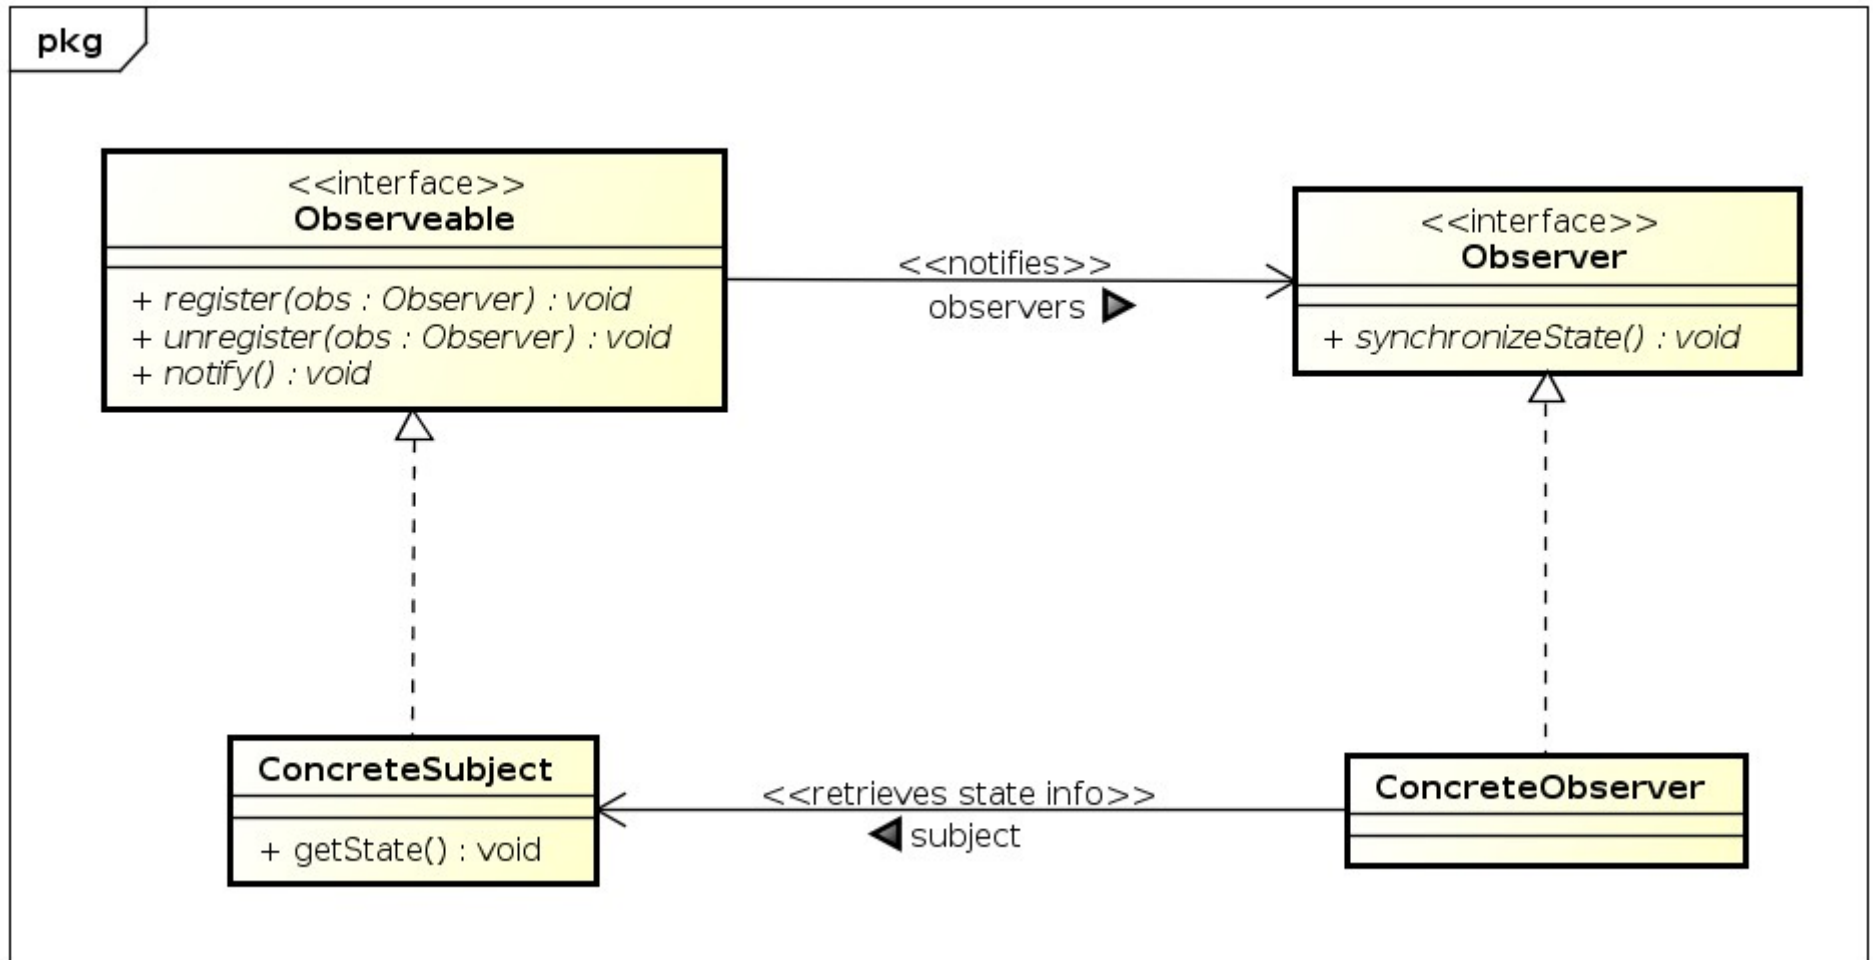 pkg
<<interface>>
Observeable
+ register(obs : Observer) : void
+ unregister(obs : Observer) : void
+ notify() : void
<<notifies>>
observers
<<interface>>
Observer
+ synchronizeState() : void
ConcreteSubject
+ getState() : void
<<retrieves state info>>
subject
ConcreteObserver